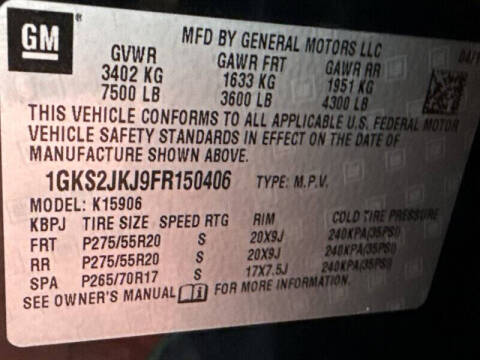 GM ®
MFD BY GENERAL MOTORS LLC
GVWR GAWR FRT GAWR RR 04/1
3402 KG 1633 KG 1951 KG
7500 LB 3600 LB 4300 LB
THIS VEHICLE CONFORMS TO ALL APPLICABLE U.S. FEDERAL MOTOR
VEHICLE SAFETY STANDARDS IN EFFECT ON THE DATE OF
MANUFACTURE SHOWN ABOVE.
1GKS2JKJ9FR150406 TYPE: M.P.V.
MODEL: K15906
KBPJ TIRE SIZE SPEED RTG RIM COLD TIRE PRESSURE
FRT P275/55R20 S 20X9J 240KPA(35PSI)
RR P275/55R20 S 20X9J 240KPA(35PSI)
SPA P265/70R17 S 17X7.5J 240KPA(35PSI)
SEE OWNER'S MANUAL i FOR MORE INFORMATION.